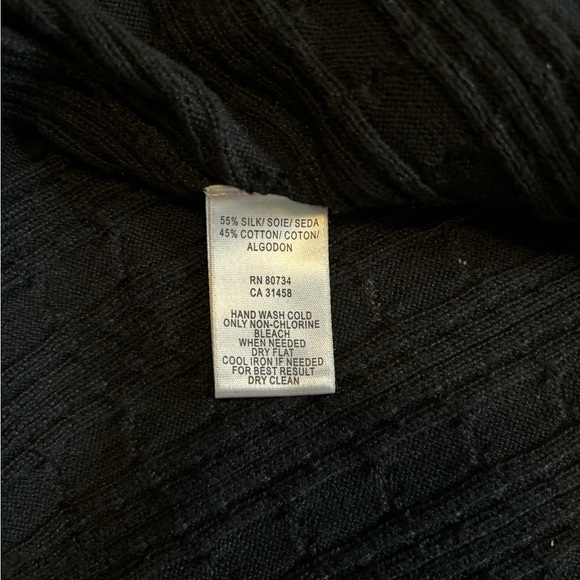 55% SILK/ SOIE/ SEDA
45% COTTON/ COTON/
ALGODON
RN 80734
CA 31458
HAND WASH COLD
ONLY NON-CHLORINE
BLEACH
WHEN NEEDED
DRY FLAT
COOL IRON IF NEEDED
FOR BEST RESULT
DRY CLEAN